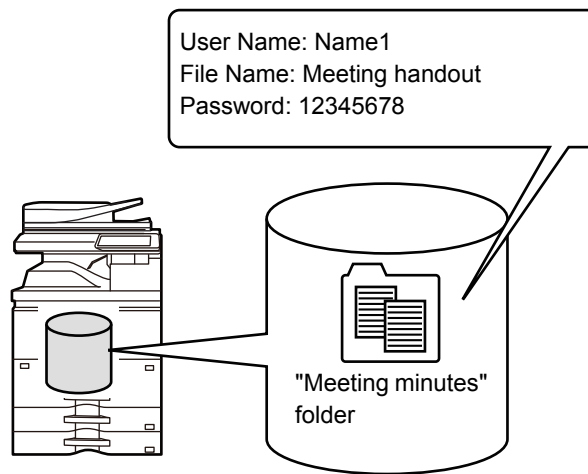 User Name: Name1
File Name: Meeting handout
Password: 12345678
"Meeting minutes"
folder